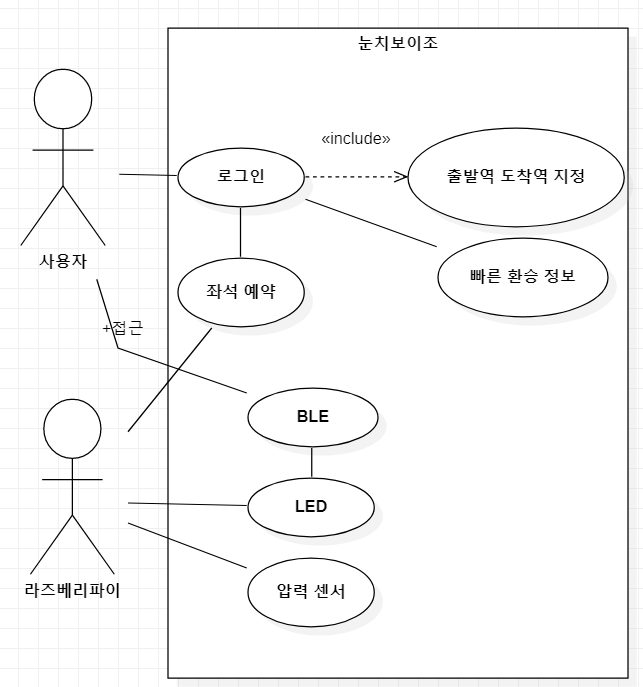 눈치보이조
«include»
로그인
출발역 도착역 지정
사용자
좌석 예약
빠른 환승 정보
+접근
BLE
LED
라즈베리파이
압력 센서